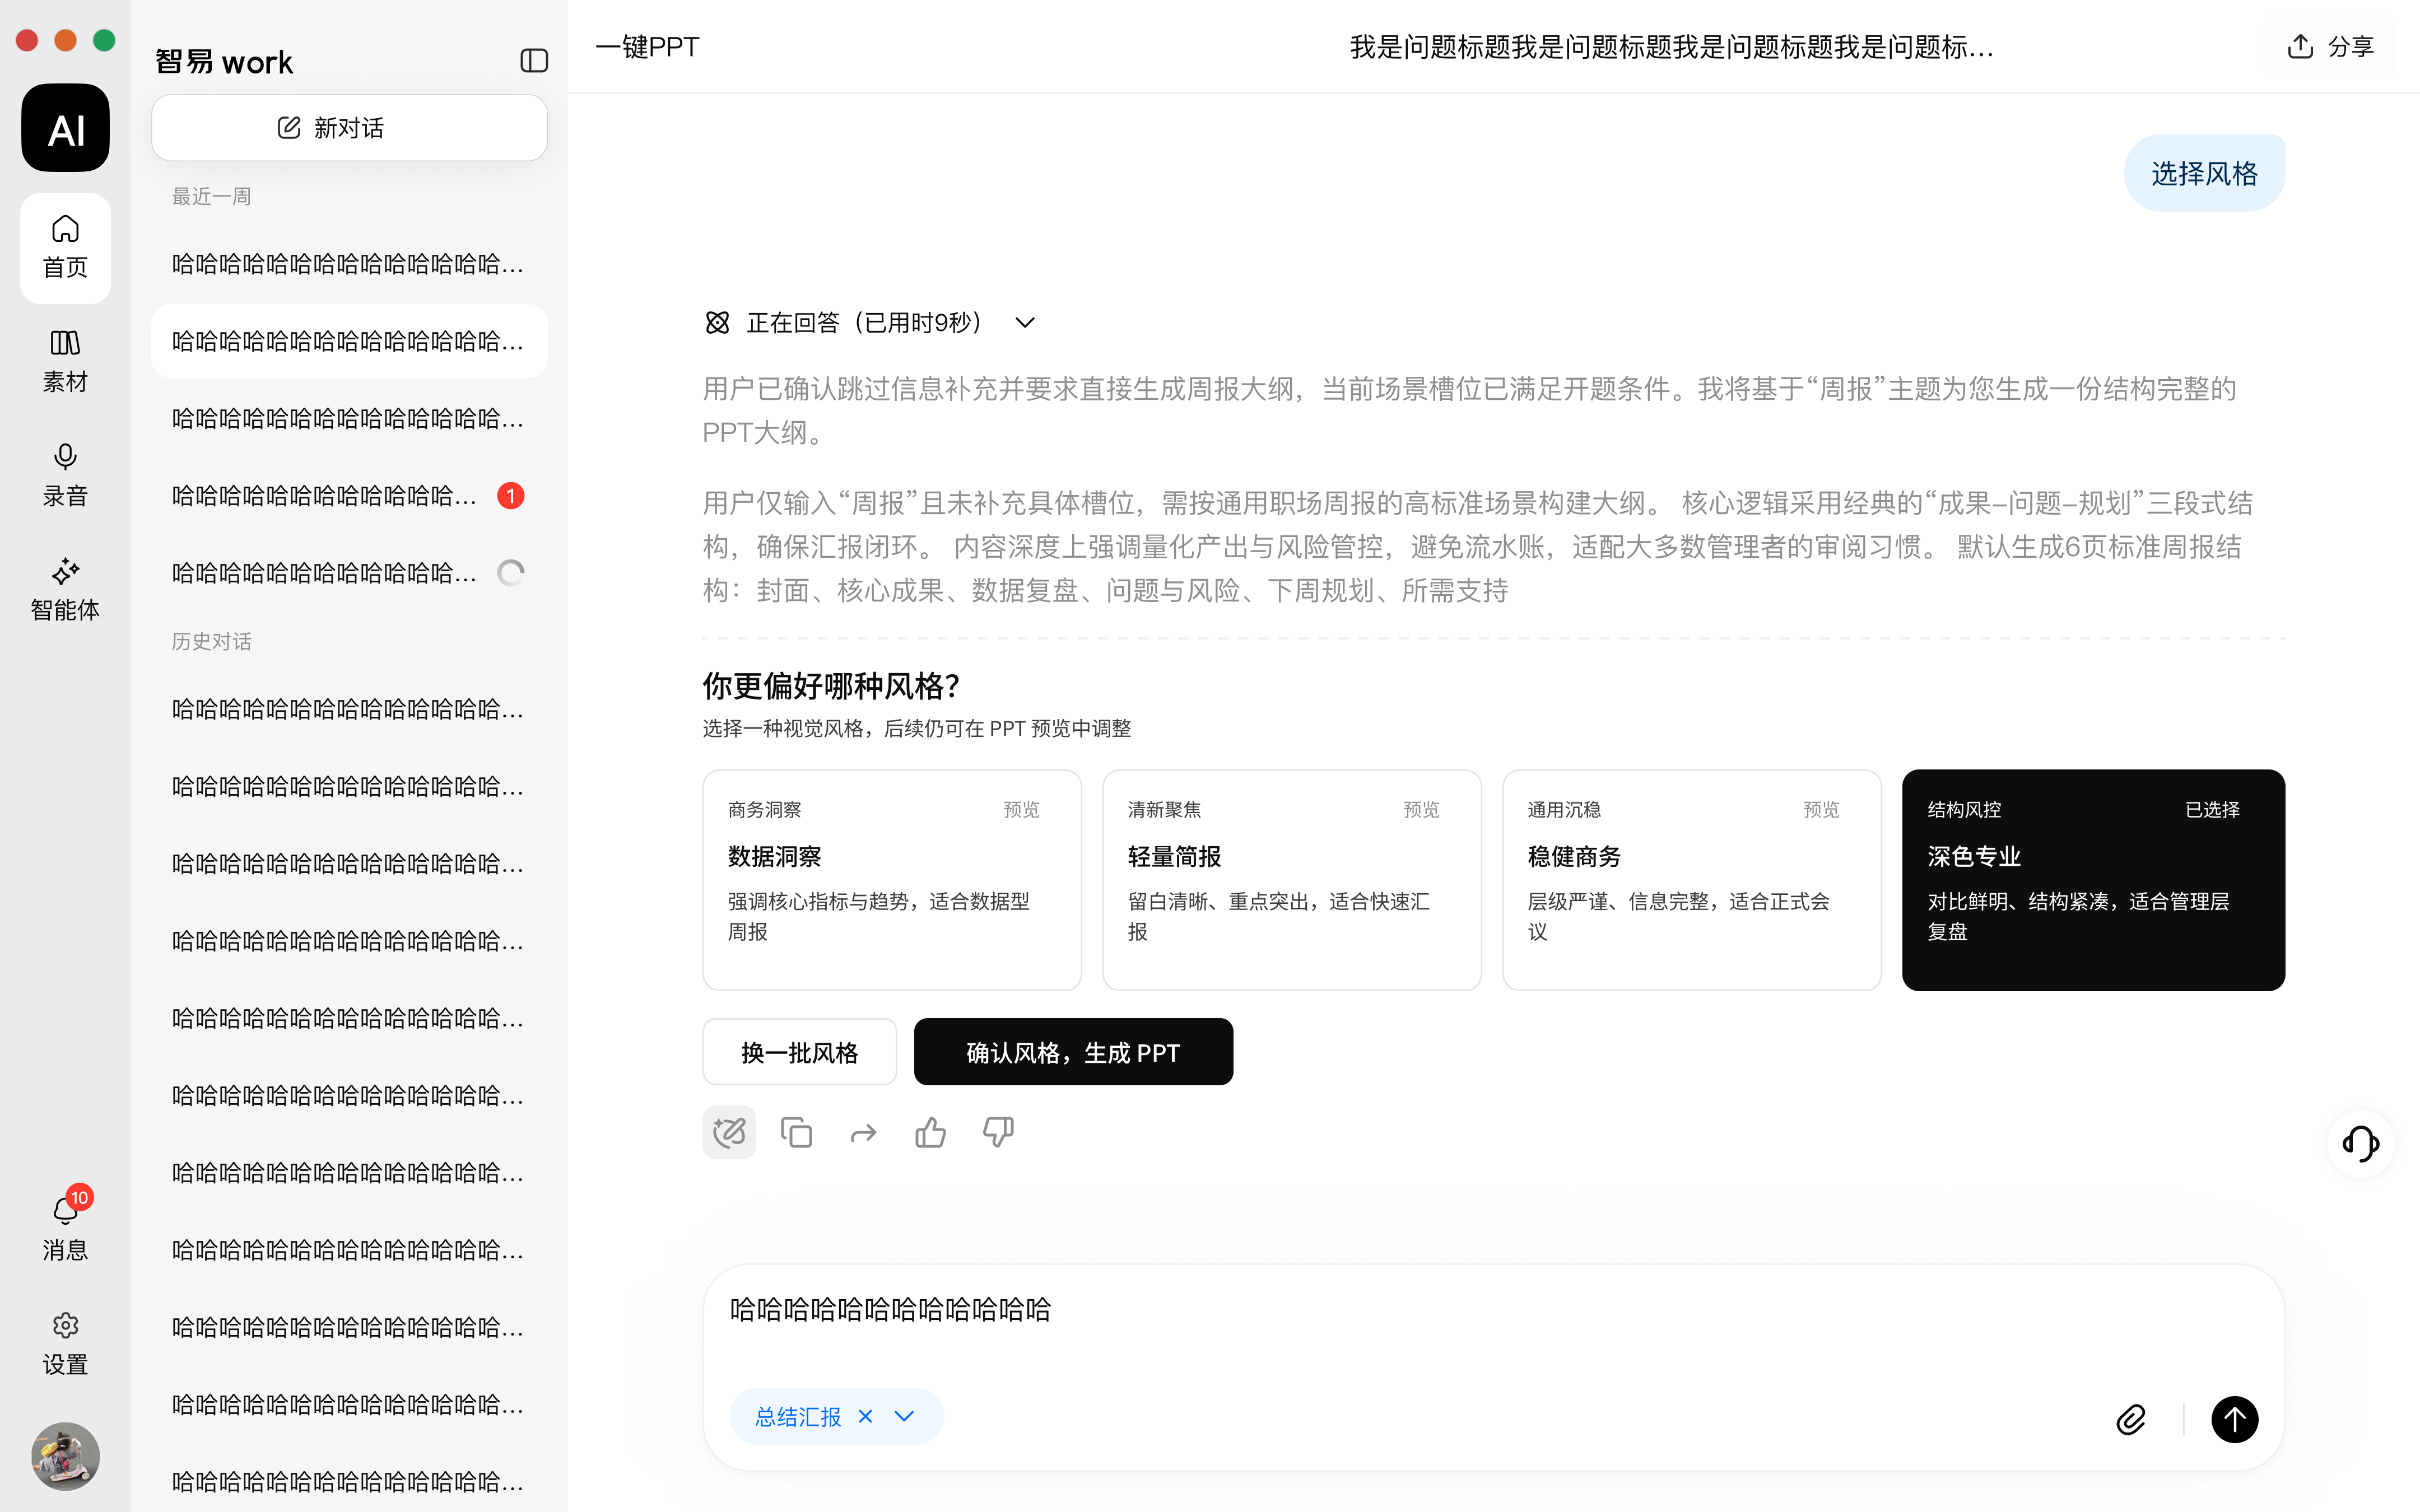 AI
首页
素材
录音
智能体
10
消息
设置
智易 work
新对话
最近一周
哈哈哈哈哈哈哈哈哈哈哈哈哈哈...
哈哈哈哈哈哈哈哈哈哈哈哈哈哈...
哈哈哈哈哈哈哈哈哈哈哈哈哈哈...
哈哈哈哈哈哈哈哈哈哈哈哈... 1
哈哈哈哈哈哈哈哈哈哈哈哈...
历史对话
哈哈哈哈哈哈哈哈哈哈哈哈哈哈...
哈哈哈哈哈哈哈哈哈哈哈哈哈哈...
哈哈哈哈哈哈哈哈哈哈哈哈哈哈...
哈哈哈哈哈哈哈哈哈哈哈哈哈哈...
哈哈哈哈哈哈哈哈哈哈哈哈哈哈...
哈哈哈哈哈哈哈哈哈哈哈哈哈哈...
哈哈哈哈哈哈哈哈哈哈哈哈哈哈...
哈哈哈哈哈哈哈哈哈哈哈哈哈哈...
哈哈哈哈哈哈哈哈哈哈哈哈哈哈...
哈哈哈哈哈哈哈哈哈哈哈哈哈哈...
哈哈哈哈哈哈哈哈哈哈哈哈哈哈...
一键PPT
我是问题标题我是问题标题我是问题标题我是问题标...
分享
选择风格
正在回答（已用时9秒）
用户已确认跳过信息补充并要求直接生成周报大纲，当前场景槽位已满足开题条件。我将基于“周报”主题为您生成一份结构完整的
PPT大纲。
用户仅输入“周报”且未补充具体槽位，需按通用职场周报的高标准场景构建大纲。 核心逻辑采用经典的“成果–问题–规划”三段式结
构，确保汇报闭环。 内容深度上强调量化产出与风险管控，避免流水账，适配大多数管理者的审阅习惯。 默认生成6页标准周报结
构：封面、核心成果、数据复盘、问题与风险、下周规划、所需支持
你更偏好哪种风格？
选择一种视觉风格，后续仍可在 PPT 预览中调整
商务洞察 预览
数据洞察
强调核心指标与趋势，适合数据型
周报
清新聚焦 预览
轻量简报
留白清晰、重点突出，适合快速汇
报
通用沉稳 预览
稳健商务
层级严谨、信息完整，适合正式会
议
结构风控 已选择
深色专业
对比鲜明、结构紧凑，适合管理层
复盘
换一批风格
确认风格，生成 PPT
哈哈哈哈哈哈哈哈哈哈哈哈
总结汇报